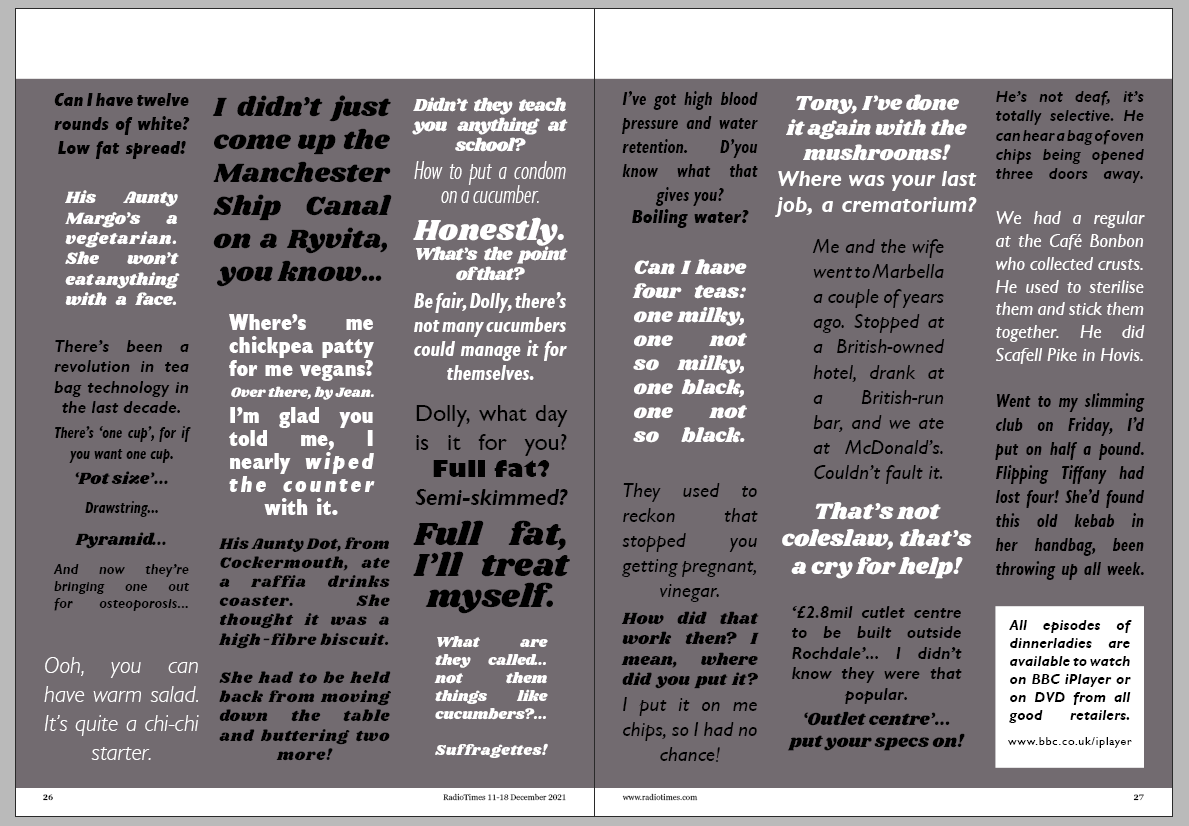 Can I have twelve
rounds of white?
Low fat spread!
His Aunty
Margo's a
vegetarian.
She won't
eat anything
with a face.
There's been a
revolution in tea
bag technology in
the last decade.
There's 'one cup', for if
you want one cup.
'Pot size'...
Drawstring...
Pyramid...
And now they're
bringing one out
for osteoporosis...
Ooh, you can
have warm salad.
It's quite a chi-chi
starter.
I didn't just
come up the
Manchester
Ship Canal
on a Ryvita,
you know...
Where's me
chickpea patty
for me vegans?
Over there, by Jean.
I'm glad you
told me, I
nearly wiped
the counter
with it.
His Aunty Dot, from
Cockermouth, ate
a raffia drinks
coaster. She
thought it was a
high-fibre biscuit.
She had to be held
back from moving
down the table
and buttering two
more!
Didn't they teach
you anything at
school?
How to put a condom
on a cucumber.
Honestly.
What's the point
of that?
Be fair, Dolly, there's
not many cucumbers
could manage it for
themselves.
Dolly, what day
is it for you?
Full fat?
Semi-skimmed?
Full fat,
I'll treat
myself.
What are
they called...
not them
things like
cucumbers?...
Suffragettes!
26
RadioTimes 11-18 December 2021
I've got high blood
pressure and water
retention. D'you
know what that
gives you?
Boiling water?
Can I have
four teas:
one milky,
one not
so milky,
one black,
one not
so black.
They used to
reckon that
stopped you
getting pregnant,
vinegar.
How did that
work then? I
mean, where
did you put it?
I put it on me
chips, so I had no
chance!
Tony, I've done
it again with the
mushrooms!
Where was your last
job, a crematorium?
Me and the wife
went to Marbella
a couple of years
ago. Stopped at
a British-owned
hotel, drank at
a British-run
bar, and we ate
at McDonald's.
Couldn't fault it.
That's not
coleslaw, that's
a cry for help!
'£2.8mil cutlet centre
to be built outside
Rochdale'... I didn't
know they were that
popular.
'Outlet centre'...
put your specs on!
He's not deaf, it's
totally selective. He
can hear a bag of oven
chips being opened
three doors away.
We had a regular
at the Café Bonbon
who collected crusts.
He used to sterilise
them and stick them
together. He did
Scafell Pike in Hovis.
Went to my slimming
club on Friday, I'd
put on half a pound.
Flipping Tiffany had
lost four! She'd found
this old kebab in
her handbag, been
throwing up all week.
All episodes of
dinnerladies are
available to watch
on BBC iPlayer or
on DVD from all
good retailers.
www.bbc.co.uk/iplayer
www.radiotimes.com
27